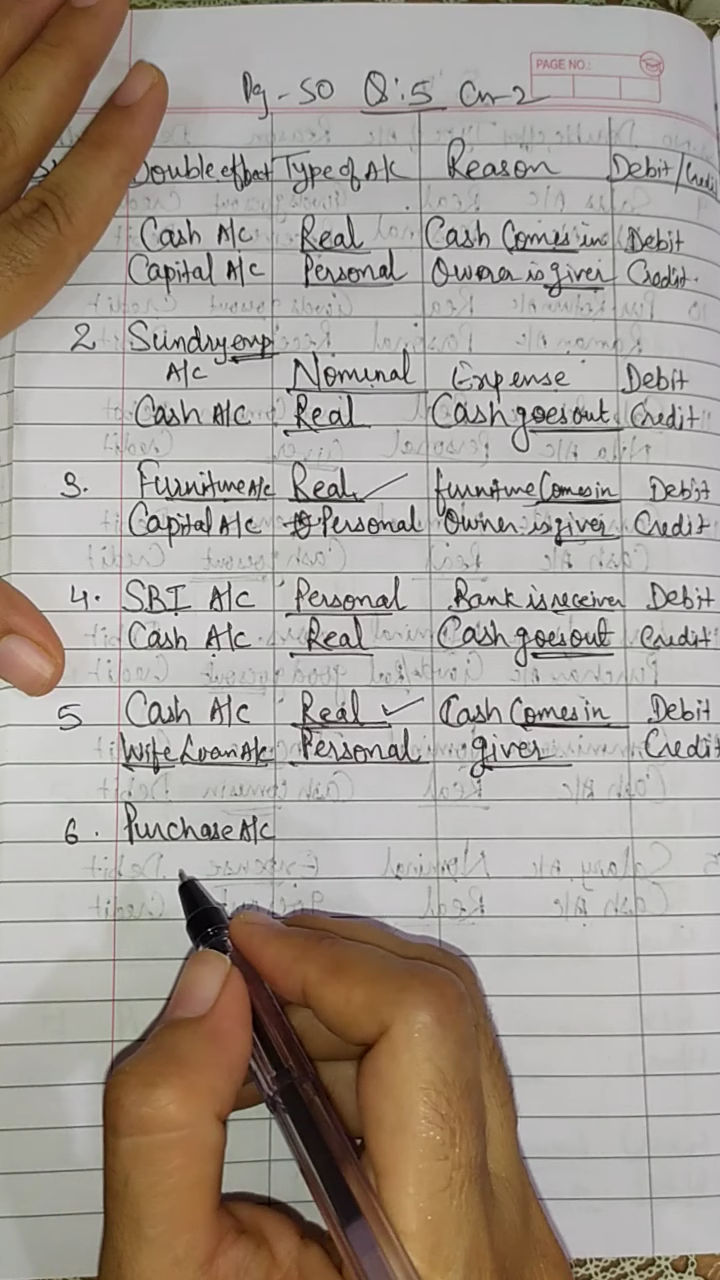 PAGE NO.:
Pg - 50 Q:5 Ch-2
Double effect Type of A/c Reason Debit/Credit
Cash A/c Real Cash Comes in Debit
Capital A/c Personal Owner is giver Credit.
2 Sundry exp
A/c Nominal Expense Debit
Cash A/c Real Cash goes out Credit
3. Furniture A/c Real furniture Comes in Debit
Capital A/c Personal Owner is giver Credit
4. SBI A/c Personal Bank is receiver Debit
Cash A/c Real Cash goes out Credit
5 Cash A/c Real Cash Comes in Debit
Wife Loan A/c Personal giver Credit
6. Purchase A/c